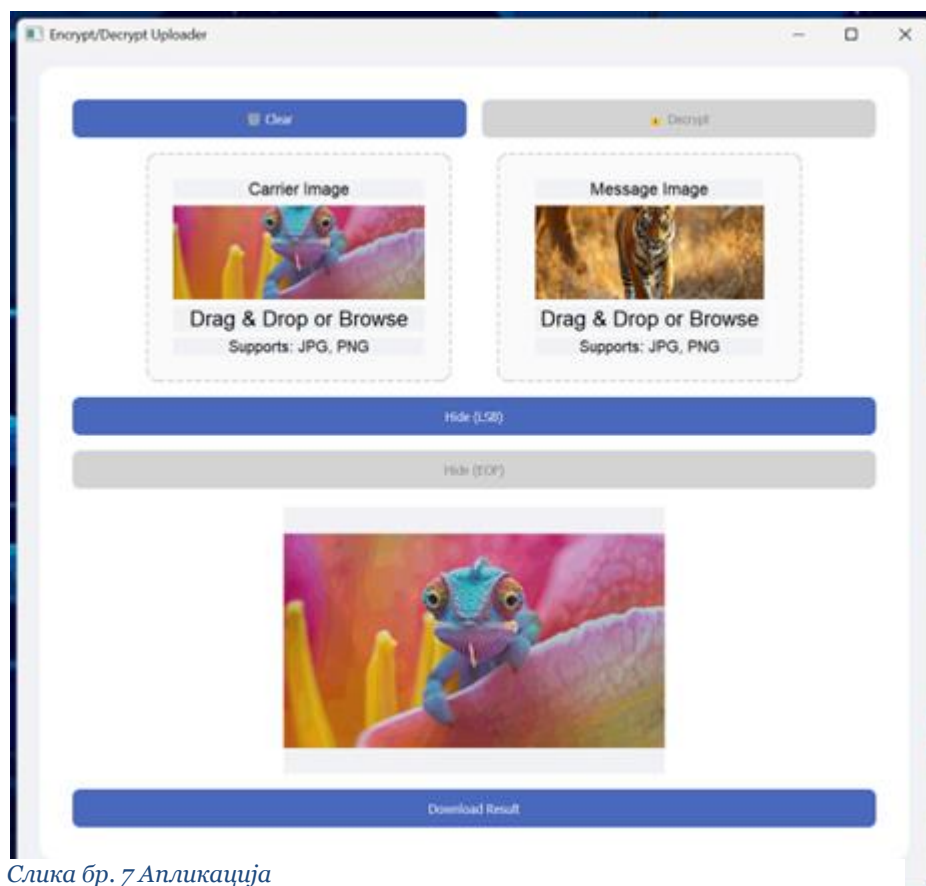 Encrypt/Decrypt Uploader
Clear
Decrypt
Carrier Image
Message Image
Drag & Drop or Browse
Drag & Drop or Browse
Supports: JPG, PNG
Supports: JPG, PNG
Hide (LSB)
Hide (EOF)
Download Result
Слика бр. 7 Апликација